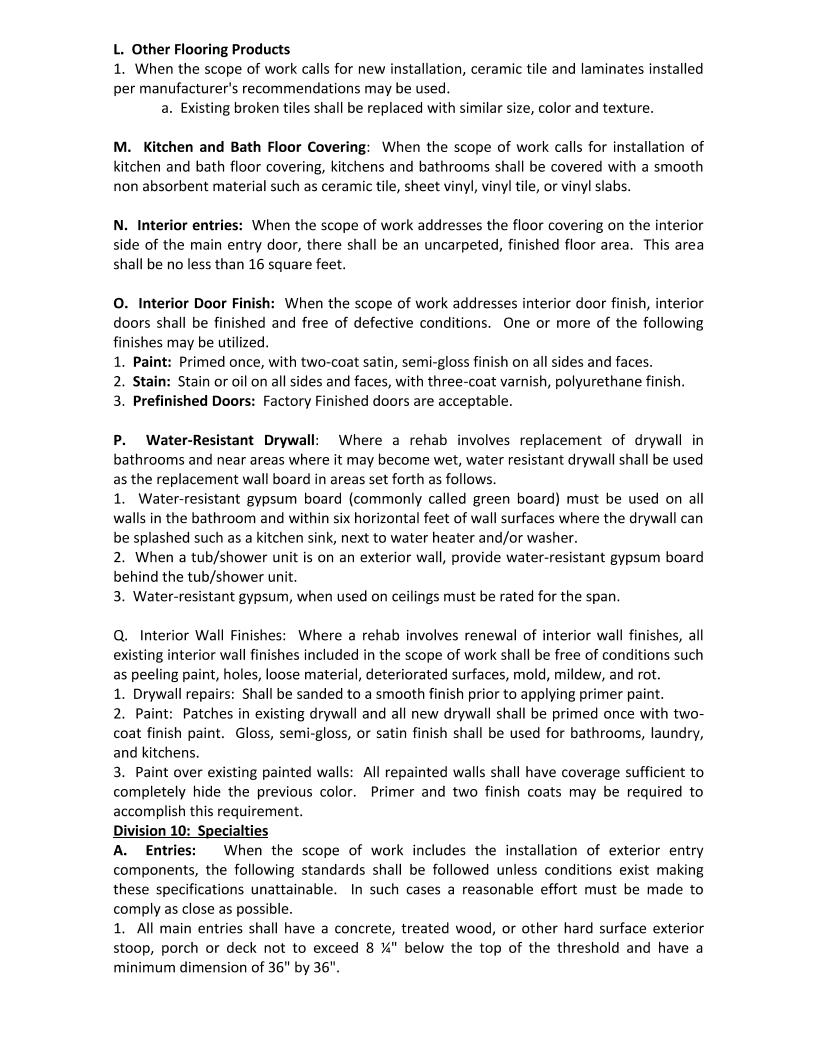 L. Other Flooring Products
1. When the scope of work calls for new installation, ceramic tile and laminates installed
per manufacturer's recommendations may be used.
a. Existing broken tiles shall be replaced with similar size, color and texture.
M. Kitchen and Bath Floor Covering: When the scope of work calls for installation of
kitchen and bath floor covering, kitchens and bathrooms shall be covered with a smooth
non absorbent material such as ceramic tile, sheet vinyl, vinyl tile, or vinyl slabs.
N. Interior entries: When the scope of work addresses the floor covering on the interior
side of the main entry door, there shall be an uncarpeted, finished floor area. This area
shall be no less than 16 square feet.
O. Interior Door Finish: When the scope of work addresses interior door finish, interior
doors shall be finished and free of defective conditions. One or more of the following
finishes may be utilized.
1. Paint: Primed once, with two-coat satin, semi-gloss finish on all sides and faces.
2. Stain: Stain or oil on all sides and faces, with three-coat varnish, polyurethane finish.
3. Prefinished Doors: Factory Finished doors are acceptable.
P. Water-Resistant Drywall: Where a rehab involves replacement of drywall in
bathrooms and near areas where it may become wet, water resistant drywall shall be used
as the replacement wall board in areas set forth as follows.
1. Water-resistant gypsum board (commonly called green board) must be used on all
walls in the bathroom and within six horizontal feet of wall surfaces where the drywall can
be splashed such as a kitchen sink, next to water heater and/or washer.
2. When a tub/shower unit is on an exterior wall, provide water-resistant gypsum board
behind the tub/shower unit.
3. Water-resistant gypsum, when used on ceilings must be rated for the span.
Q. Interior Wall Finishes: Where a rehab involves renewal of interior wall finishes, all
existing interior wall finishes included in the scope of work shall be free of conditions such
as peeling paint, holes, loose material, deteriorated surfaces, mold, mildew, and rot.
1. Drywall repairs: Shall be sanded to a smooth finish prior to applying primer paint.
2. Paint: Patches in existing drywall and all new drywall shall be primed once with two-
coat finish paint. Gloss, semi-gloss, or satin finish shall be used for bathrooms, laundry,
and kitchens.
3. Paint over existing painted walls: All repainted walls shall have coverage sufficient to
completely hide the previous color. Primer and two finish coats may be required to
accomplish this requirement.
Division 10: Specialties
A. Entries: When the scope of work includes the installation of exterior entry
components, the following standards shall be followed unless conditions exist making
these specifications unattainable. In such cases a reasonable effort must be made to
comply as close as possible.
1. All main entries shall have a concrete, treated wood, or other hard surface exterior
stoop, porch or deck not to exceed 8 ¼" below the top of the threshold and have a
minimum dimension of 36" by 36".